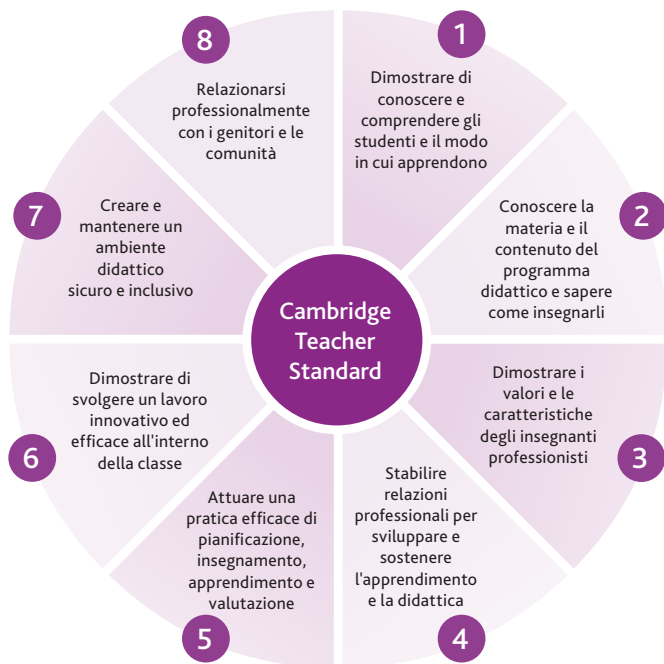 Cambridge
Teacher
Standard
1
Dimostrare di
conoscere e
comprendere gli
studenti e il modo
in cui apprendono
2
Conoscere la
materia e il
contenuto del
programma
didattico e sapere
come insegnarli
3
Dimostrare i
valori e le
caratteristiche
degli insegnanti
professionisti
4
Stabilire
relazioni
professionali per
sviluppare e
sostenere
l'apprendimento
e la didattica
5
Attuare una
pratica efficace di
pianificazione,
insegnamento,
apprendimento e
valutazione
6
Dimostrare di
svolgere un lavoro
innovativo ed
efficace all'interno
della classe
7
Creare e
mantenere un
ambiente
didattico
sicuro e inclusivo
8
Relazionarsi
professionalmente
con i genitori e le
comunità